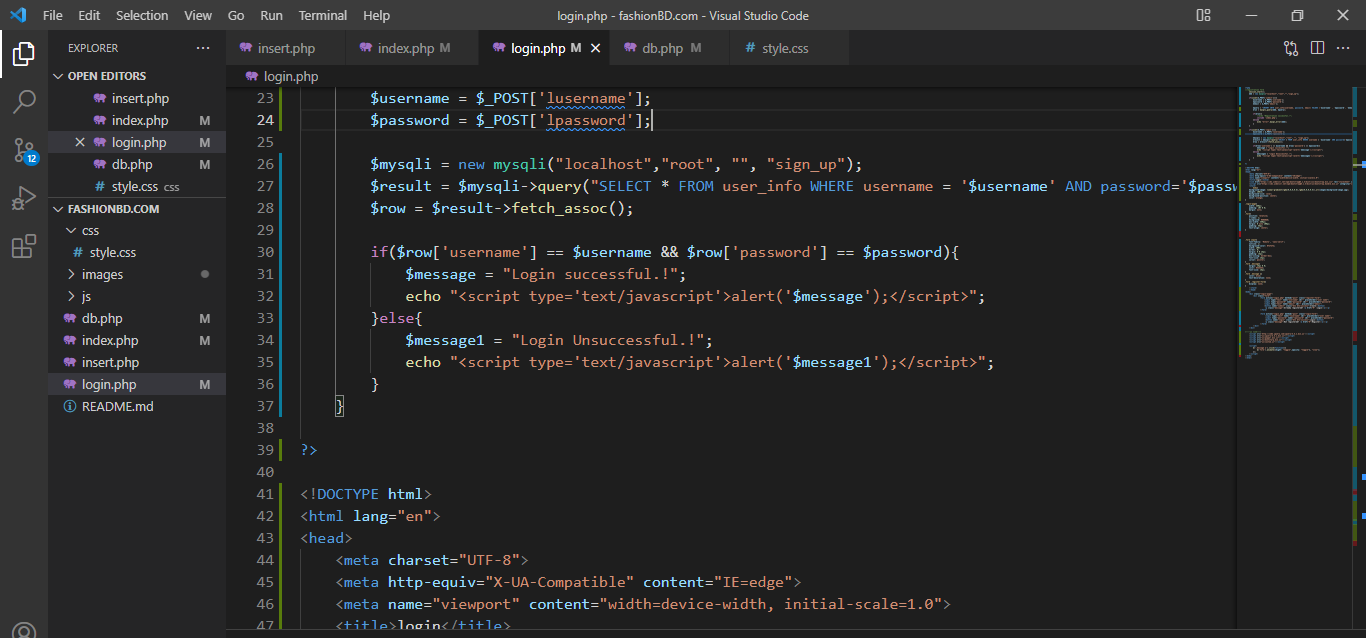 File Edit Selection View Go Run Terminal Help login.php - fashionBD.com - Visual Studio Code
EXPLORER
OPEN EDITORS
insert.php
index.php M
login.php M
db.php M
style.css css
FASHIONBD.COM
css
style.css
images
js
db.php M
index.php M
insert.php
login.php M
README.md
12
insert.php index.php M login.php M db.php M style.css
login.php
23 $username = $_POST['lusername'];
24 $password = $_POST['lpassword'];
25
26 $mysqli = new mysqli("localhost","root", "", "sign_up");
27 $result = $mysqli->query("SELECT * FROM user_info WHERE username = '$username' AND password='$passw
28 $row = $result->fetch_assoc();
29
30 if($row['username'] == $username && $row['password'] == $password){
31 $message = "Login successful.!";
32 echo "<script type='text/javascript'>alert('$message');</script>";
33 }else{
34 $message1 = "Login Unsuccessful.!";
35 echo "<script type='text/javascript'>alert('$message1');</script>";
36 }
37 }
38
39 ?>
40
41 <!DOCTYPE html>
42 <html lang="en">
43 <head>
44 <meta charset="UTF-8">
45 <meta http-equiv="X-UA-Compatible" content="IE=edge">
46 <meta name="viewport" content="width=device-width, initial-scale=1.0">
47 <title>login</title>